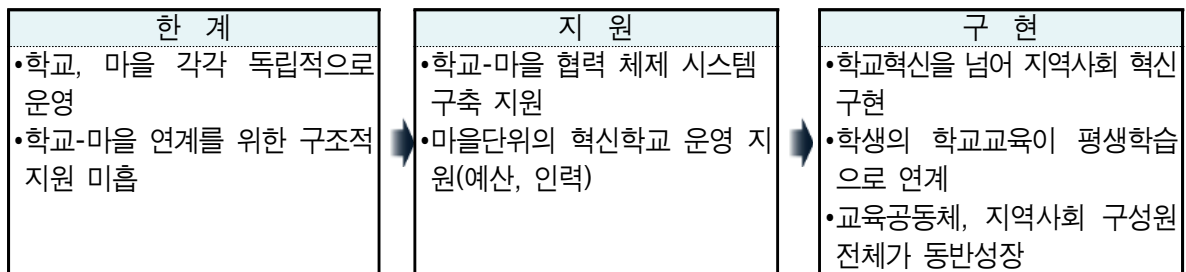 한 계
•학교, 마을 각각 독립적으로
운영
•학교-마을 연계를 위한 구조적
지원 미흡
지 원
•학교-마을 협력 체제 시스템
구축 지원
•마을단위의 혁신학교 운영 지
원(예산, 인력)
구 현
•학교혁신을 넘어 지역사회 혁신
구현
•학생의 학교교육이 평생학습
으로 연계
•교육공동체, 지역사회 구성원
전체가 동반성장